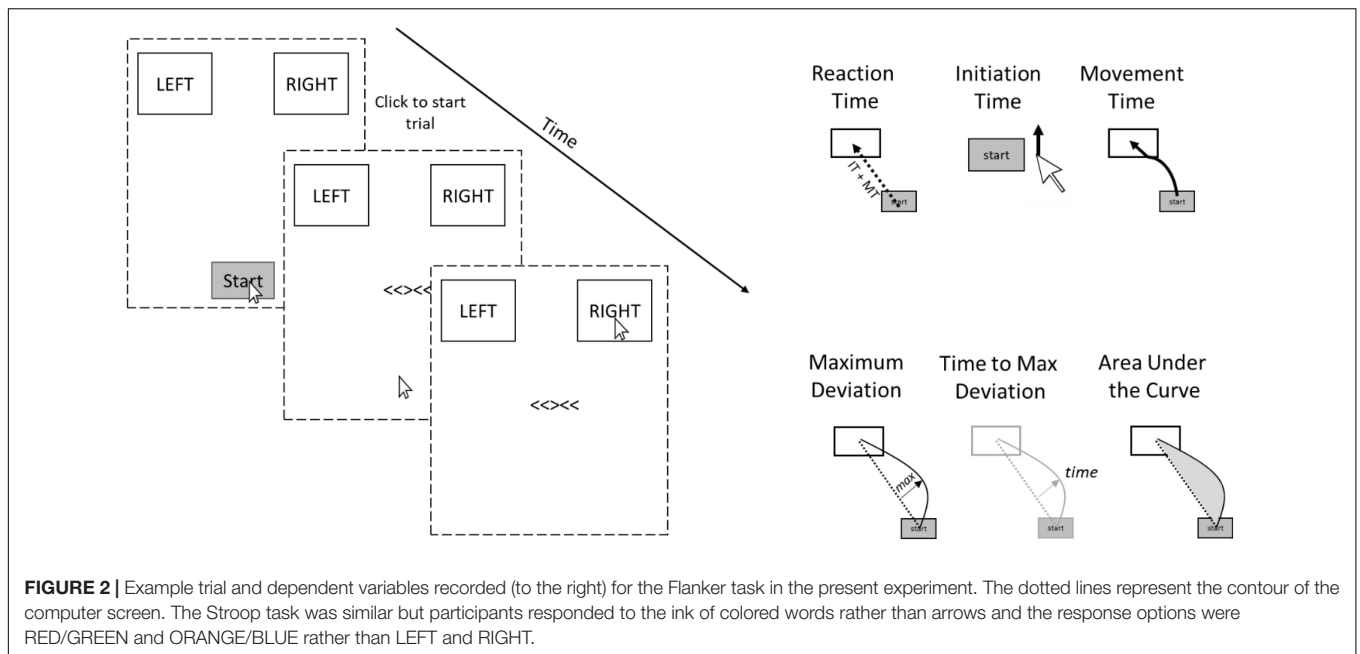 LEFT
RIGHT
Click to start
trial
Start
Time
LEFT
RIGHT
<<><<
LEFT
RIGHT
<<><<
Reaction
Time
IT + MT
start
Initiation
Time
start
Movement
Time
start
Maximum
Deviation
max
start
Time to Max
Deviation
time
start
Area Under
the Curve
start
FIGURE 2 | Example trial and dependent variables recorded (to the right) for the Flanker task in the present experiment. The dotted lines represent the contour of the
computer screen. The Stroop task was similar but participants responded to the ink of colored words rather than arrows and the response options were
RED/GREEN and ORANGE/BLUE rather than LEFT and RIGHT.